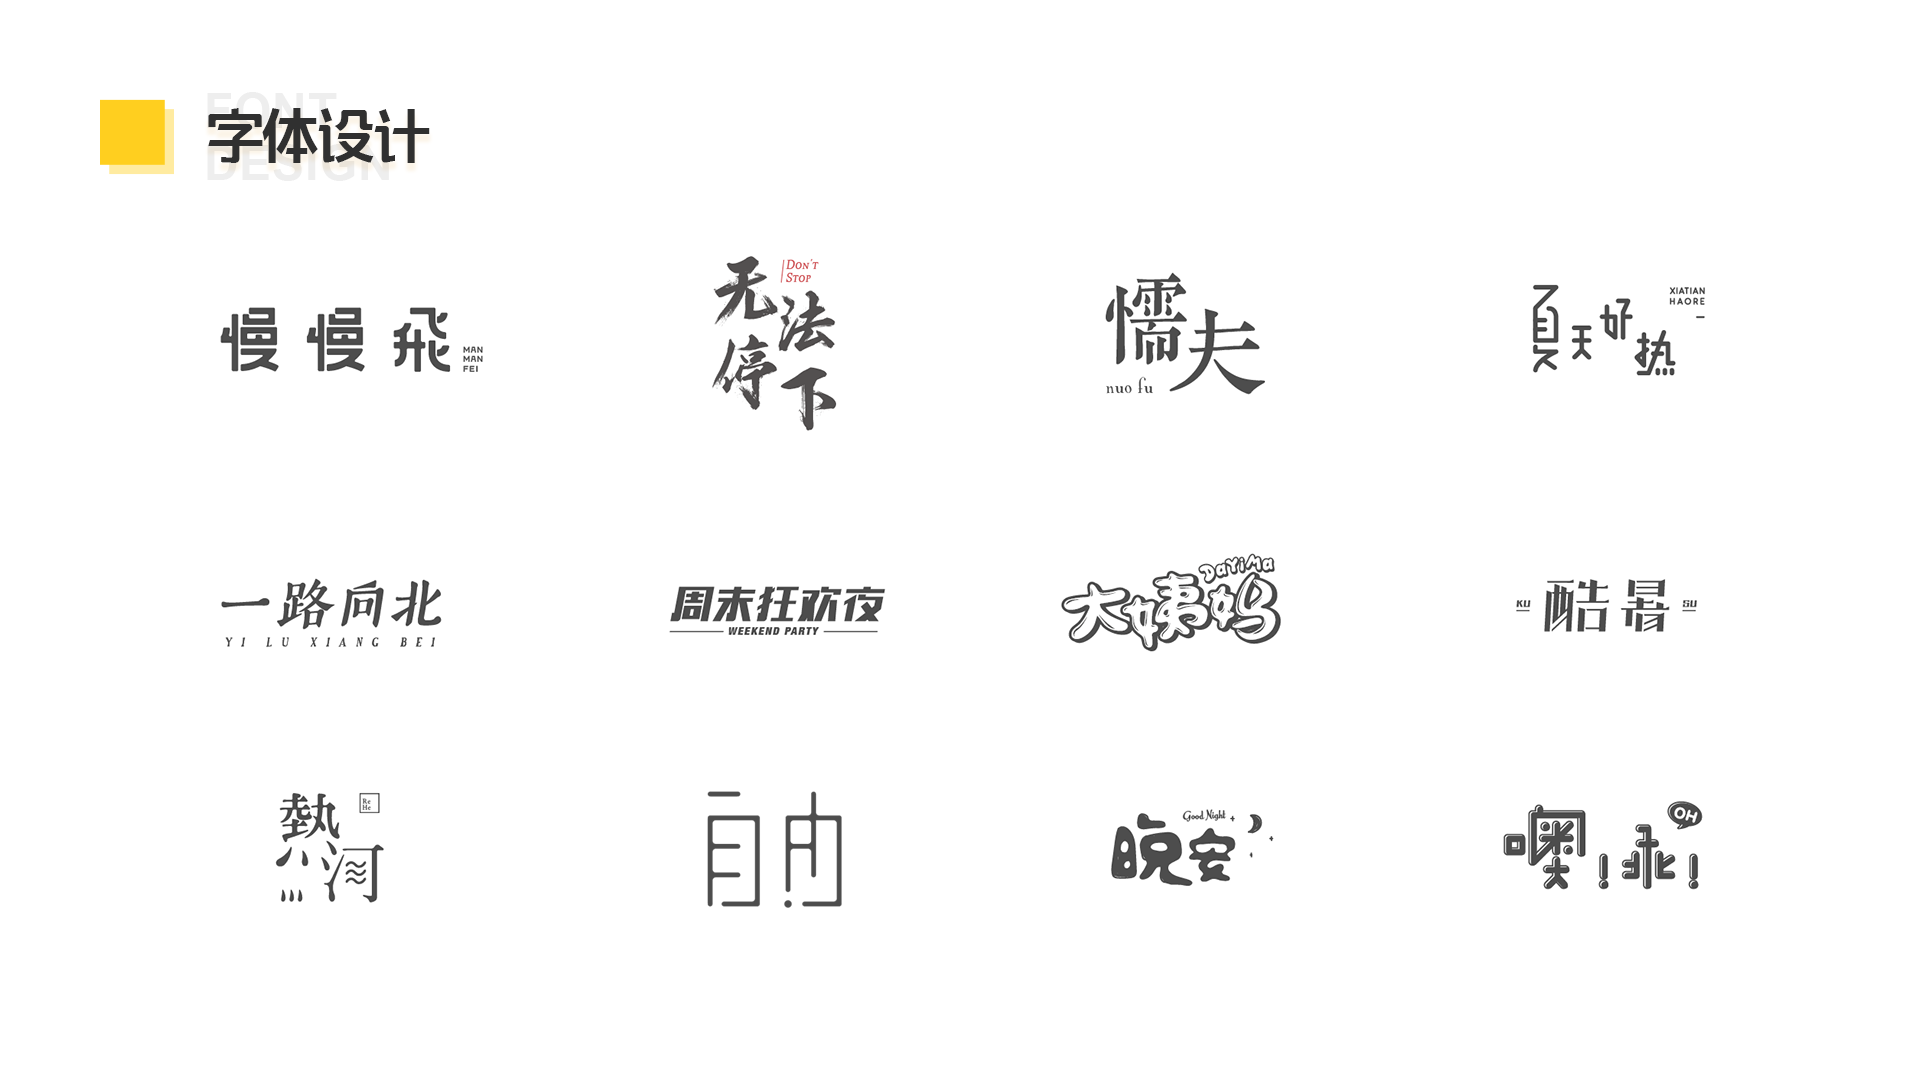 FONT
字体设计
DESIGN
慢慢飛
MAN
MAN
FEI
无法
停下
DON'T
STOP
懦夫
nuo fu
夏天好热
XIATIAN
HAORE
一路向北
YI LU XIANG BEI
周末狂欢夜
WEEKEND PARTY
DaYiMa
大姨妈
KU 酷暑 SU
熱河
Re
He
自由
Good Night
晚安
OH
噢!乖!